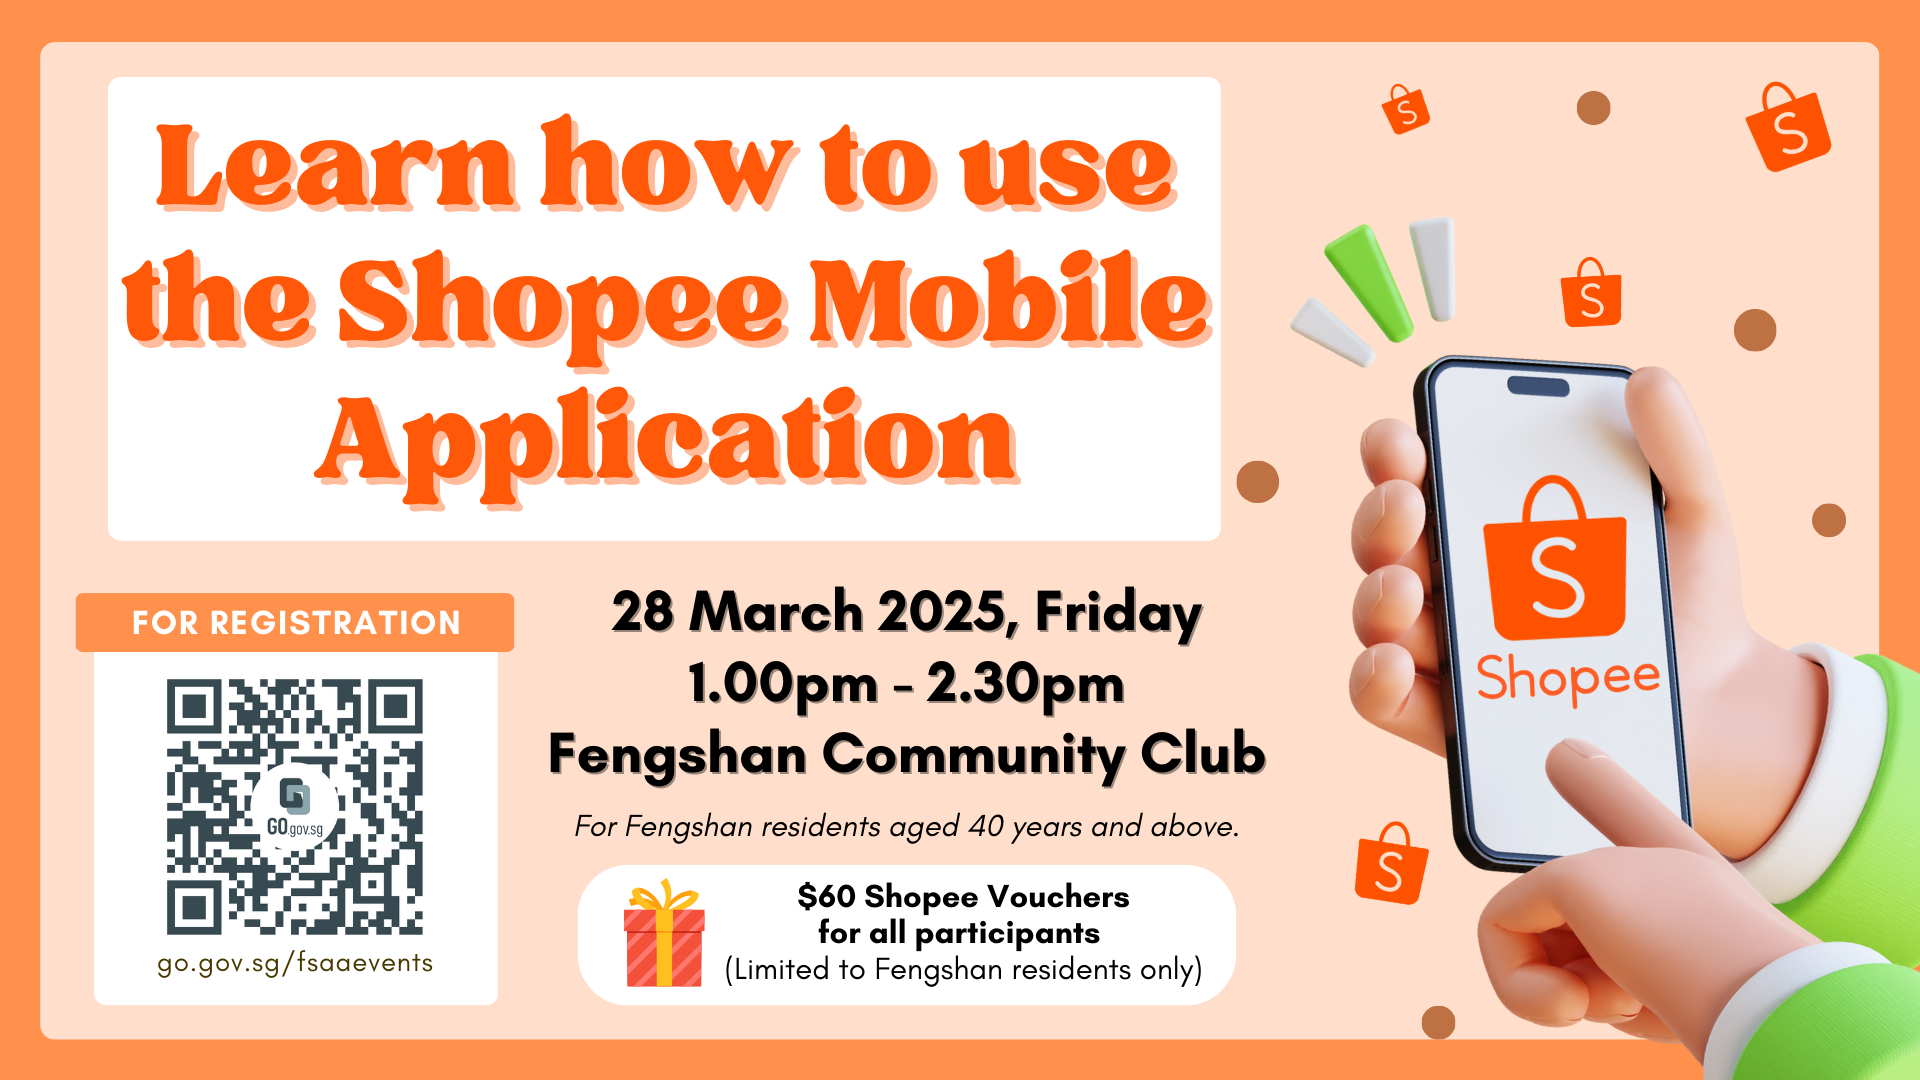 Learn how to use
the Shopee Mobile
Application
S
S
S
FOR REGISTRATION
GO.gov.sg
go.gov.sg/fsaaevents
28 March 2025, Friday
1.00pm - 2.30pm
Fengshan Community Club
For Fengshan residents aged 40 years and above.
$60 Shopee Vouchers
for all participants
(Limited to Fengshan residents only)
S
Shopee
S